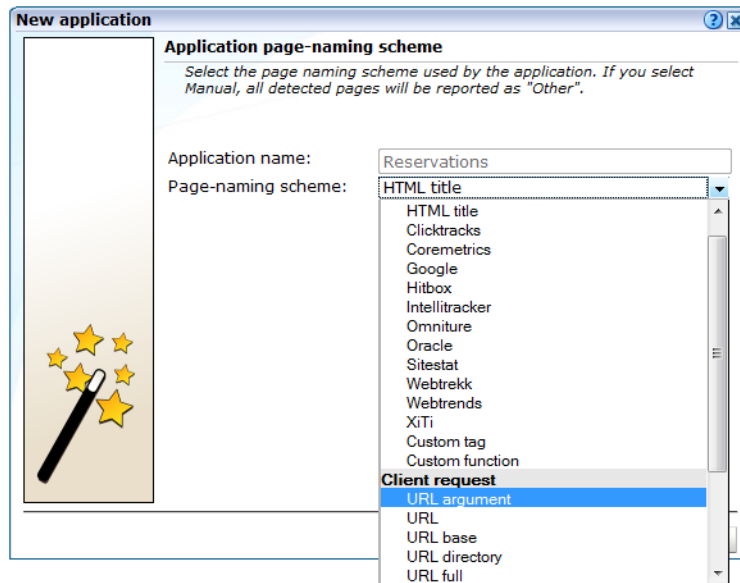 New application
Application page-naming scheme
Select the page naming scheme used by the application. If you select
Manual, all detected pages will be reported as "Other".
Application name:
Reservations
Page-naming scheme:
HTML title
HTML title
Clicktracks
Coremetrics
Google
Hitbox
Intellitracker
Omniture
Oracle
Sitestat
Webtrekk
Webtrends
XiTi
Custom tag
Custom function
Client request
URL argument
URL
URL base
URL directory
URL full